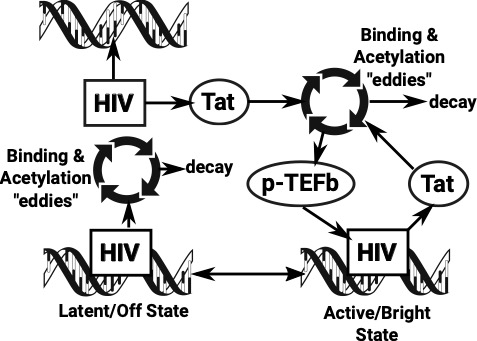 Binding &
Acetylation
"eddies"
HIV
Tat
decay
Binding &
Acetylation
"eddies"
decay
p-TEFb
Tat
HIV
HIV
Latent/Off State
Active/Bright
State